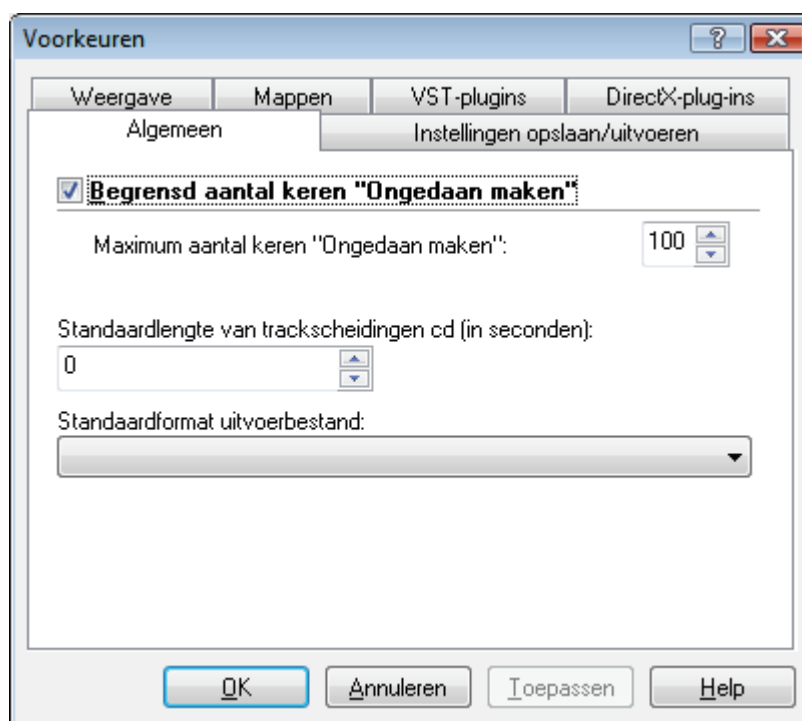 Voorkeuren
Weergave Mappen VST-plugins DirectX-plug-ins
Algemeen Instellingen opslaan/uitvoeren
Begrensd aantal keren "Ongedaan maken"
Maximum aantal keren "Ongedaan maken": 100
Standaardlengte van trackscheidingen cd (in seconden):
0
Standaardformat uitvoerbestand:
OK Annuleren Toepassen Help